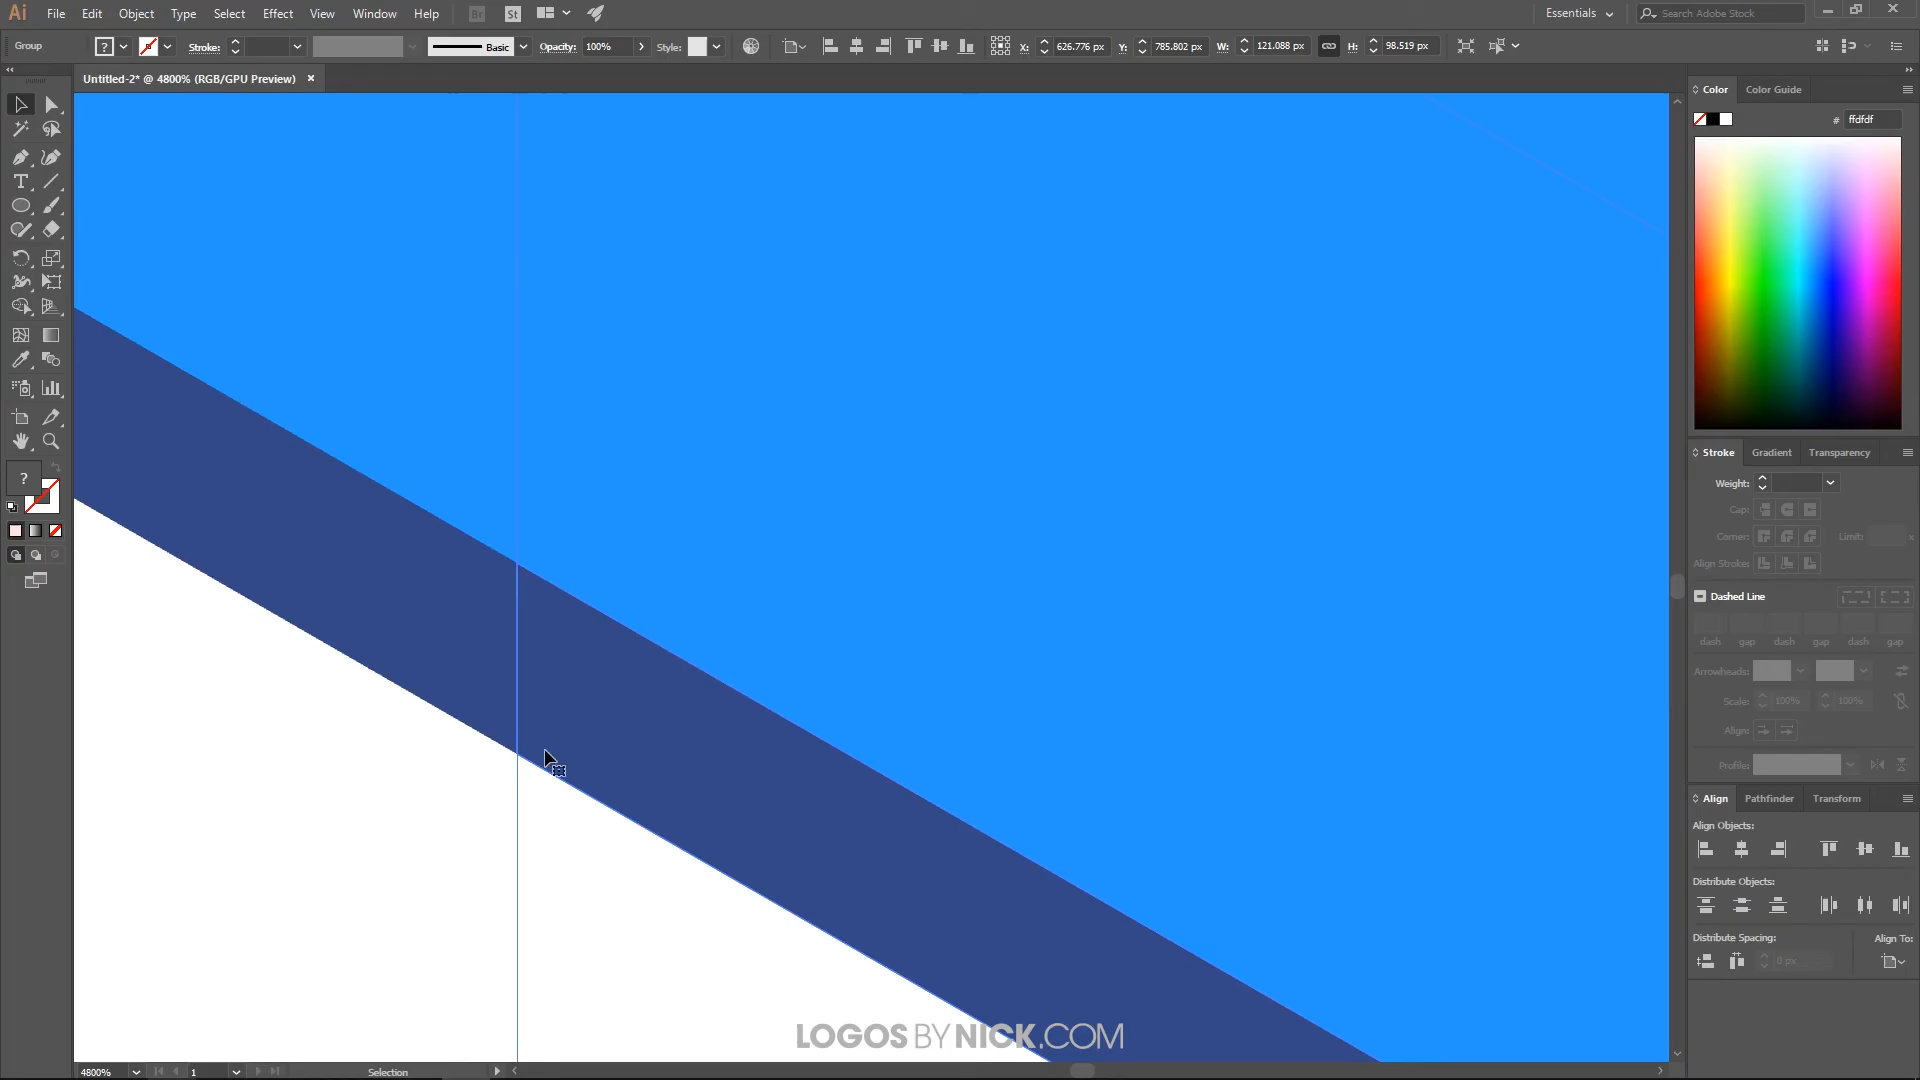 Ai File Edit Object Type Select Effect View Window Help Br St Essentials Search Adobe Stock
Group ? Stroke: Basic Opacity: 100% Style: X: 626.776 px Y: 785.802 px W: 121.088 px H: 98.519 px
Untitled-2* @ 4800% (RGB/GPU Preview) ×
Color Color Guide
# ffdfdf
T
?
Stroke Gradient Transparency
Weight:
Cap:
Corner: Limit: x
Align Stroke:
Dashed Line
dash gap dash gap dash gap
Arrowheads:
Scale: 100% 100%
Align:
Profile:
Align Pathfinder Transform
Align Objects:
Distribute Objects:
Distribute Spacing: Align To:
0 px
LOGOS BY NICK.COM
4800% 1 Selection